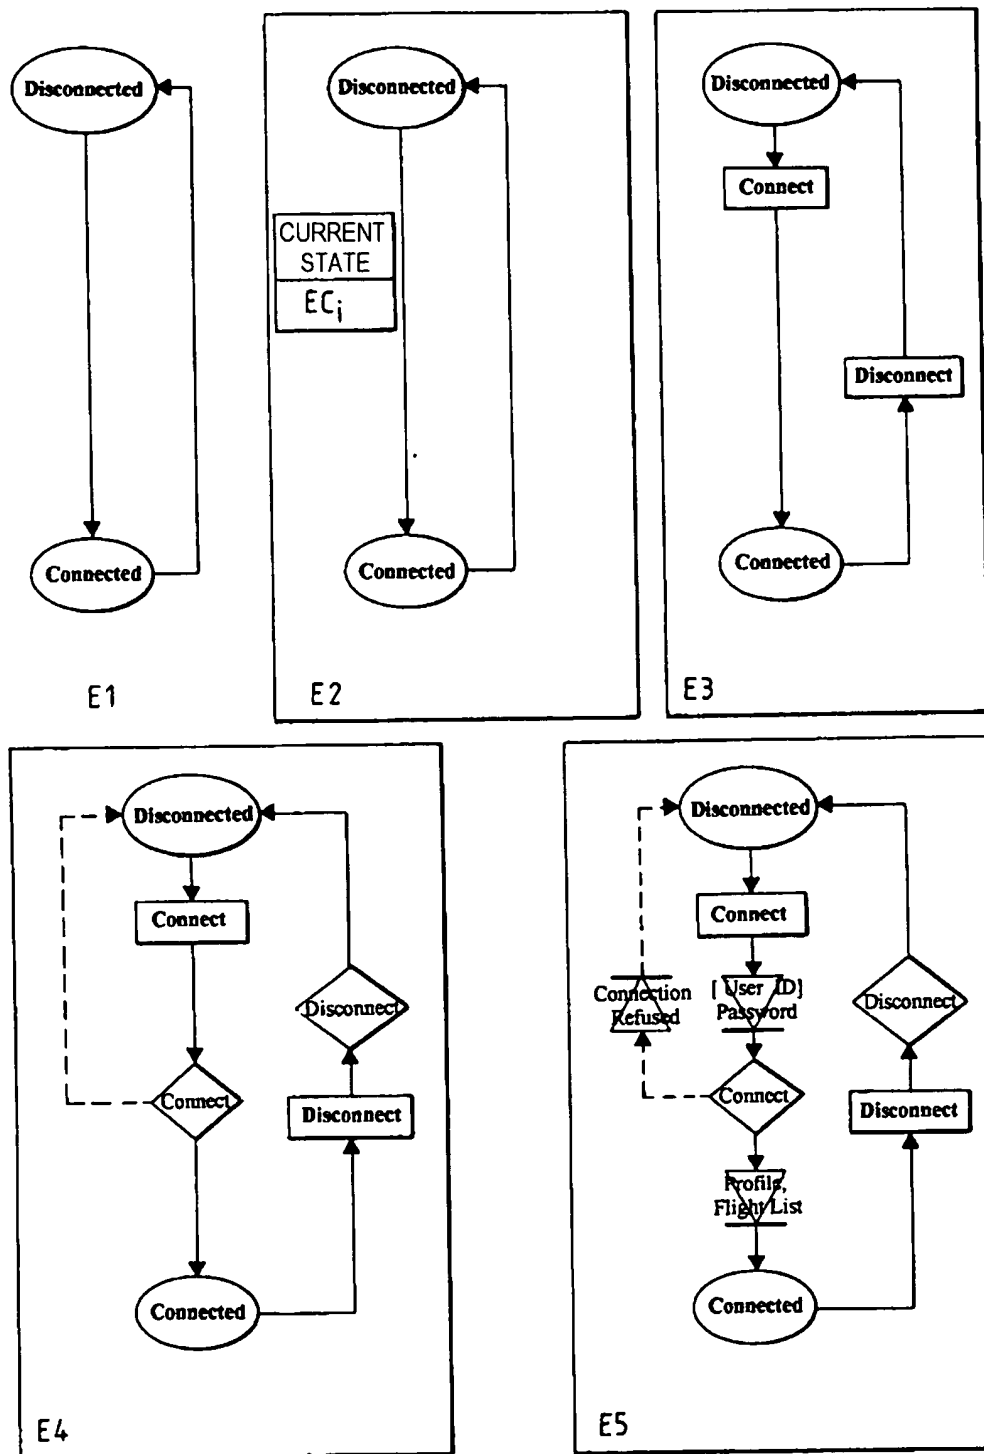 Disconnected
Connected
E1
Disconnected
CURRENT
STATE
ECi
Connected
E2
Disconnected
Connect
Disconnect
Connected
E3
Disconnected
Connect
Disconnect
Connect
Disconnect
Connected
E4
Disconnected
Connect
Connection
Refused
[ User ID]
Password
Disconnect
Connect
Disconnect
Profile,
Flight List
Connected
E5